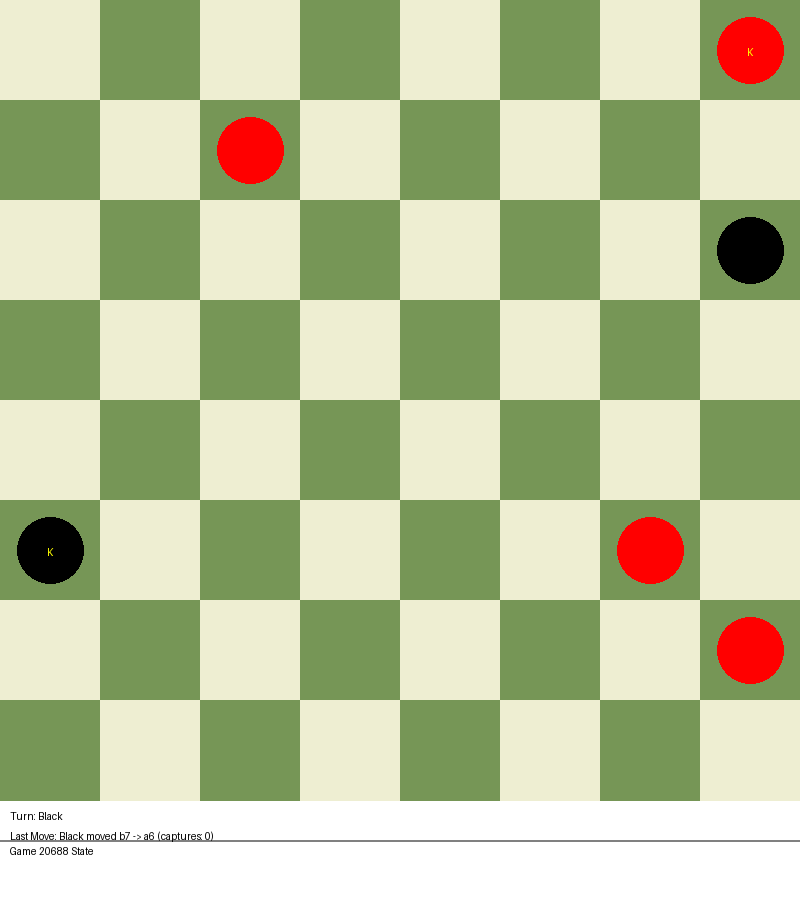 K
K
Turn: Black
Last Move: Black moved b7 -> a6 (captures: 0)
Game 20688 State